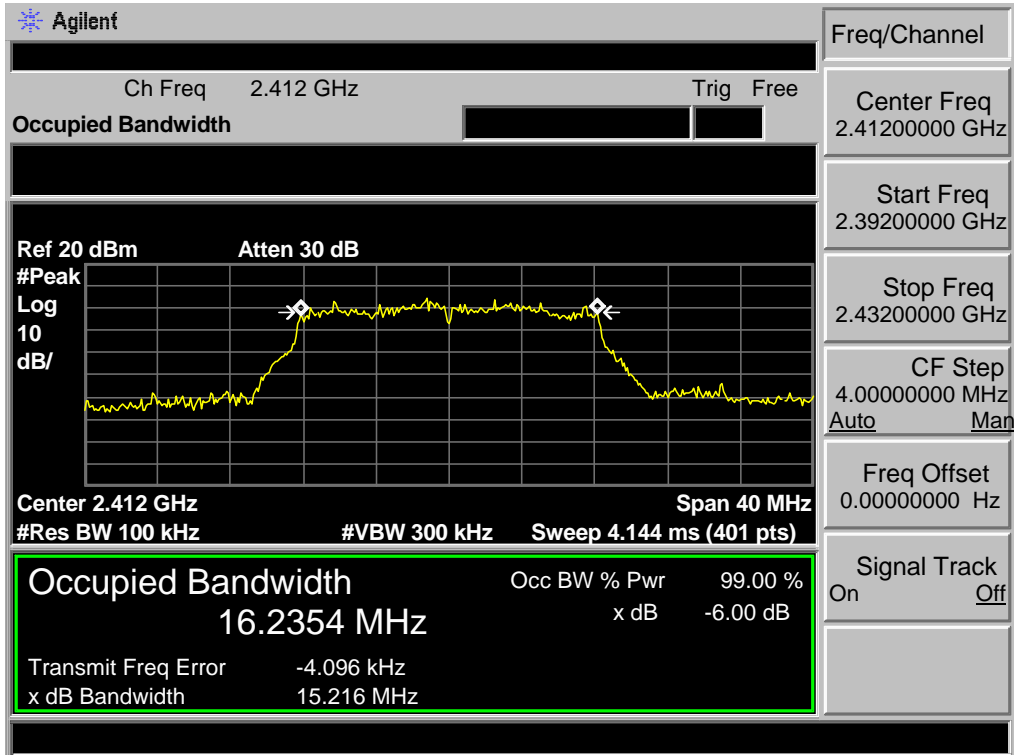 Agilent
Freq/Channel
Ch Freq 2.412 GHz Trig Free
Occupied Bandwidth
Center Freq
2.41200000 GHz
Start Freq
2.39200000 GHz
Stop Freq
2.43200000 GHz
CF Step
4.00000000 MHz
Auto Man
Freq Offset
0.00000000 Hz
Signal Track
On Off
Ref 20 dBm Atten 30 dB
#Peak
Log
10
dB/
Center 2.412 GHz Span 40 MHz
#Res BW 100 kHz #VBW 300 kHz Sweep 4.144 ms (401 pts)
Occupied Bandwidth Occ BW % Pwr 99.00 %
16.2354 MHz x dB -6.00 dB
Transmit Freq Error -4.096 kHz
x dB Bandwidth 15.216 MHz